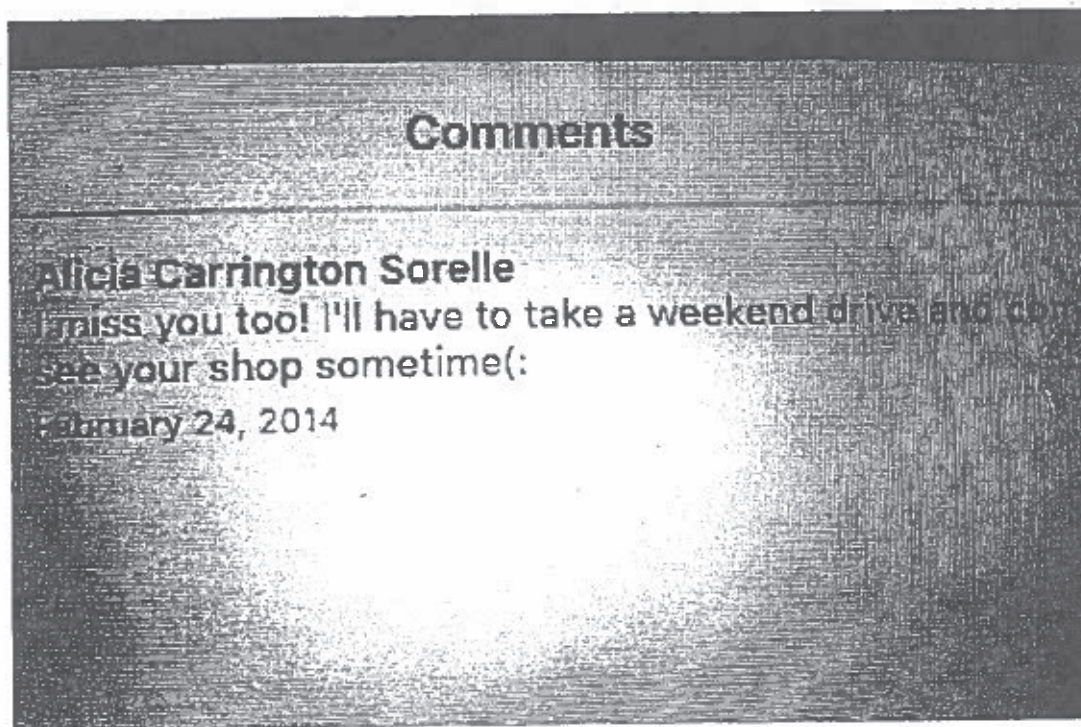 Comments
Alicia Carrington Sorelle
I miss you too! I'll have to take a weekend drive and
see your shop sometime(:
February 24, 2014